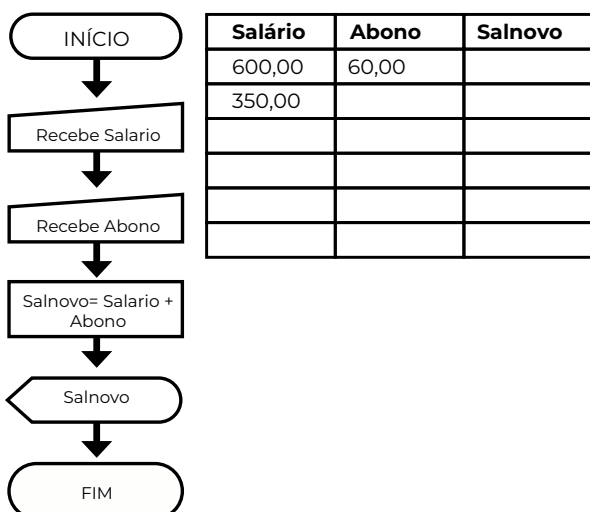 INÍCIO
Recebe Salario
Recebe Abono
Salnovo= Salario +
Abono
Salnovo
FIM
Salário Abono Salnovo
600,00 60,00
350,00